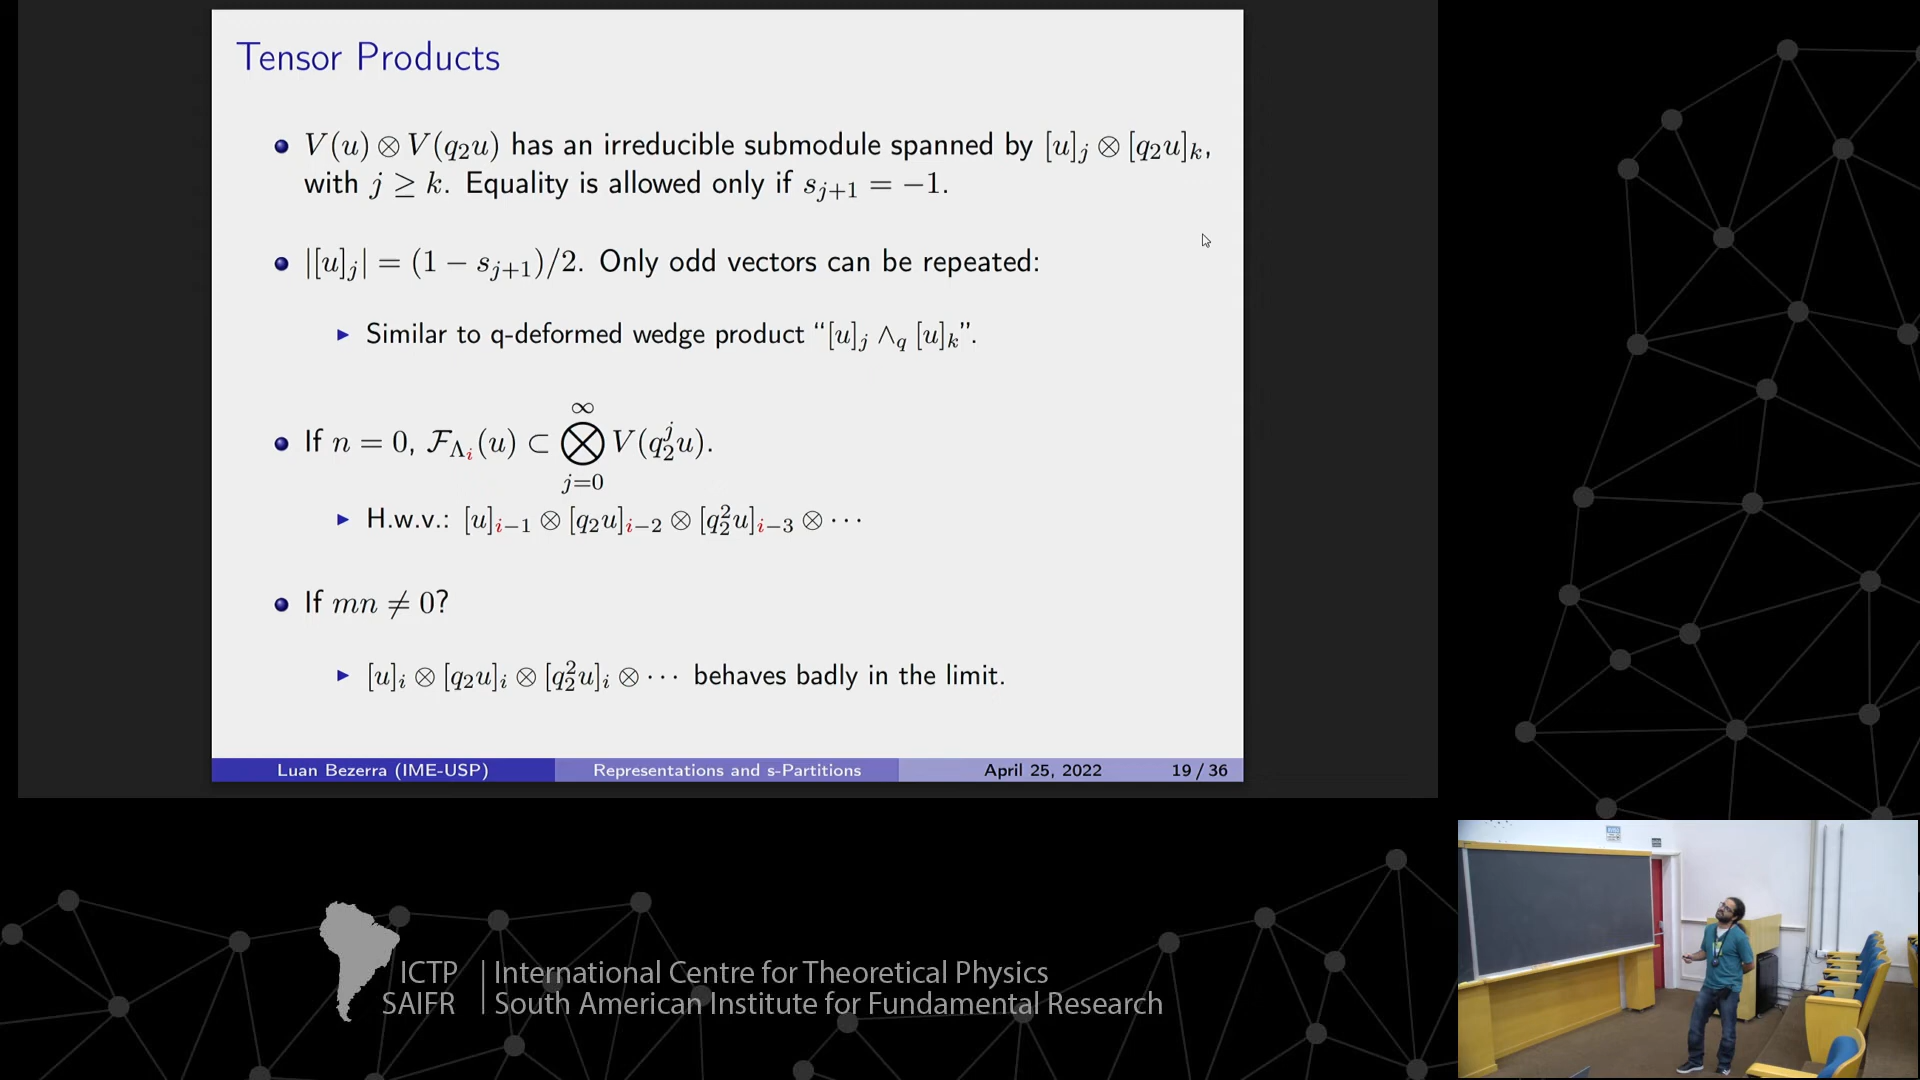 Tensor Products
V(u) ⊗ V(q₂u) has an irreducible submodule spanned by [u]ⱼ ⊗ [q₂u]ₖ,
with j ≥ k. Equality is allowed only if sⱼ₊₁ = −1.
|[u]ⱼ| = (1 − sⱼ₊₁)/2. Only odd vectors can be repeated:
Similar to q-deformed wedge product “[u]ⱼ ∧_q [u]ₖ”.
If n = 0, 𝓕_{Λᵢ}(u) ⊂ ⨂_{j=0}^{∞} V(q₂ʲu).
H.w.v.: [u]ᵢ₋₁ ⊗ [q₂u]ᵢ₋₂ ⊗ [q₂²u]ᵢ₋₃ ⊗ ⋯
If mn ≠ 0?
[u]ᵢ ⊗ [q₂u]ᵢ ⊗ [q₂²u]ᵢ ⊗ ⋯ behaves badly in the limit.
Luan Bezerra (IME-USP) Representations and s-Partitions April 25, 2022 19 / 36
ICTP | International Centre for Theoretical Physics
SAIFR | South American Institute for Fundamental Research